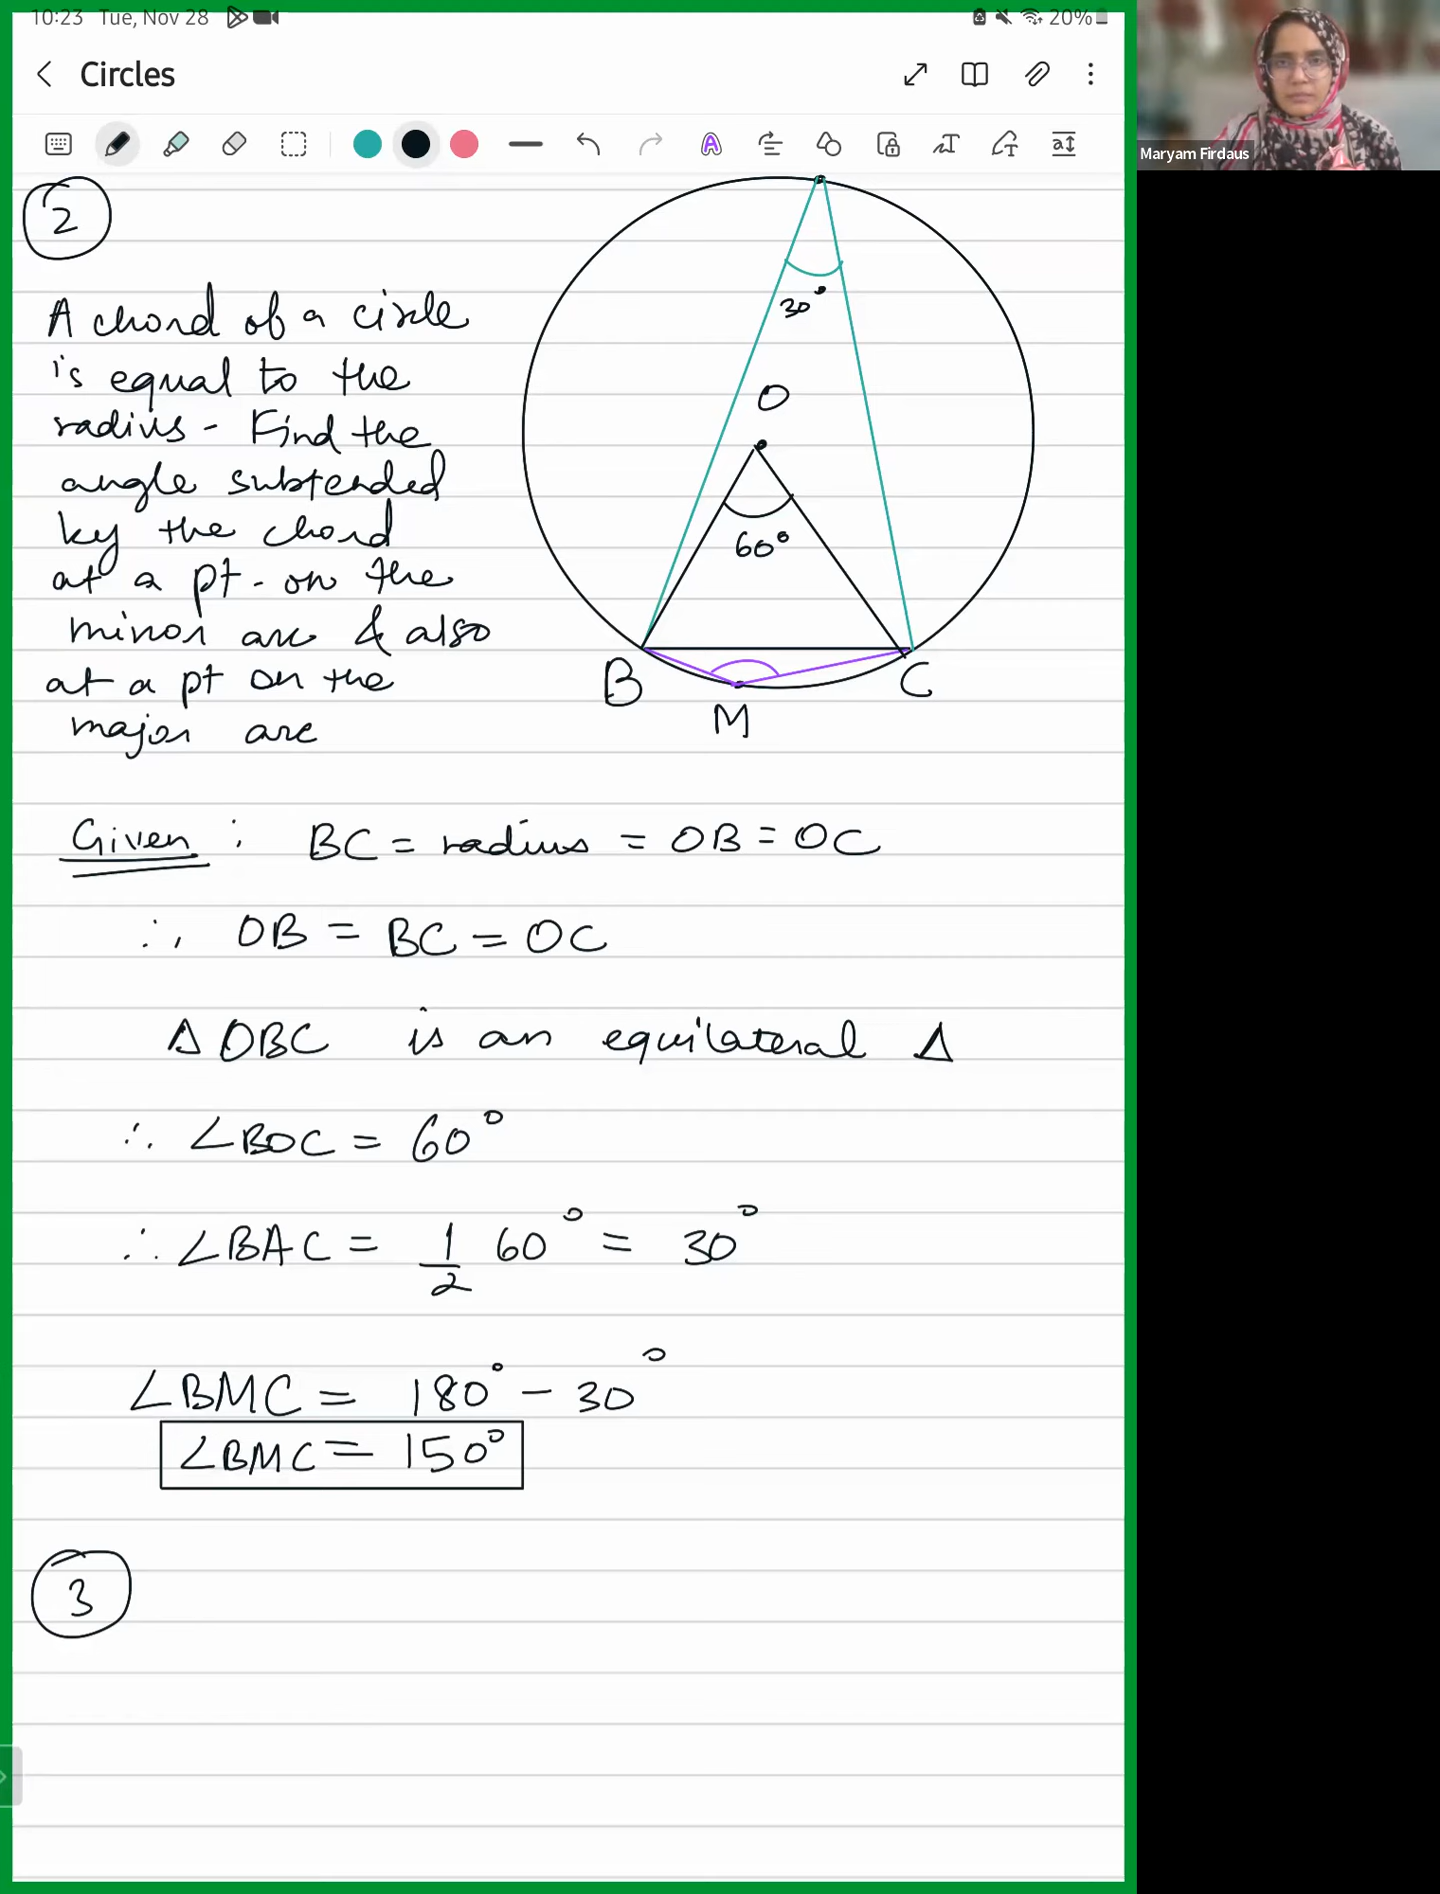 10:23 Tue, Nov 28
20%
Circles
Maryam Firdaus
2
A chord of a circle
is equal to the
radius - Find the
angle subtended
by the chord
at a pt - on the
minor arc & also
at a pt on the
major arc
30°
O
60°
B
C
M
Given : BC = radius = OB = OC
∴ OB = BC = OC
Δ OBC is an equilateral Δ
∴ ∠BOC = 60°
∴ ∠BAC = 1/2 60° = 30°
∠BMC = 180° - 30°
∠BMC = 150°
3